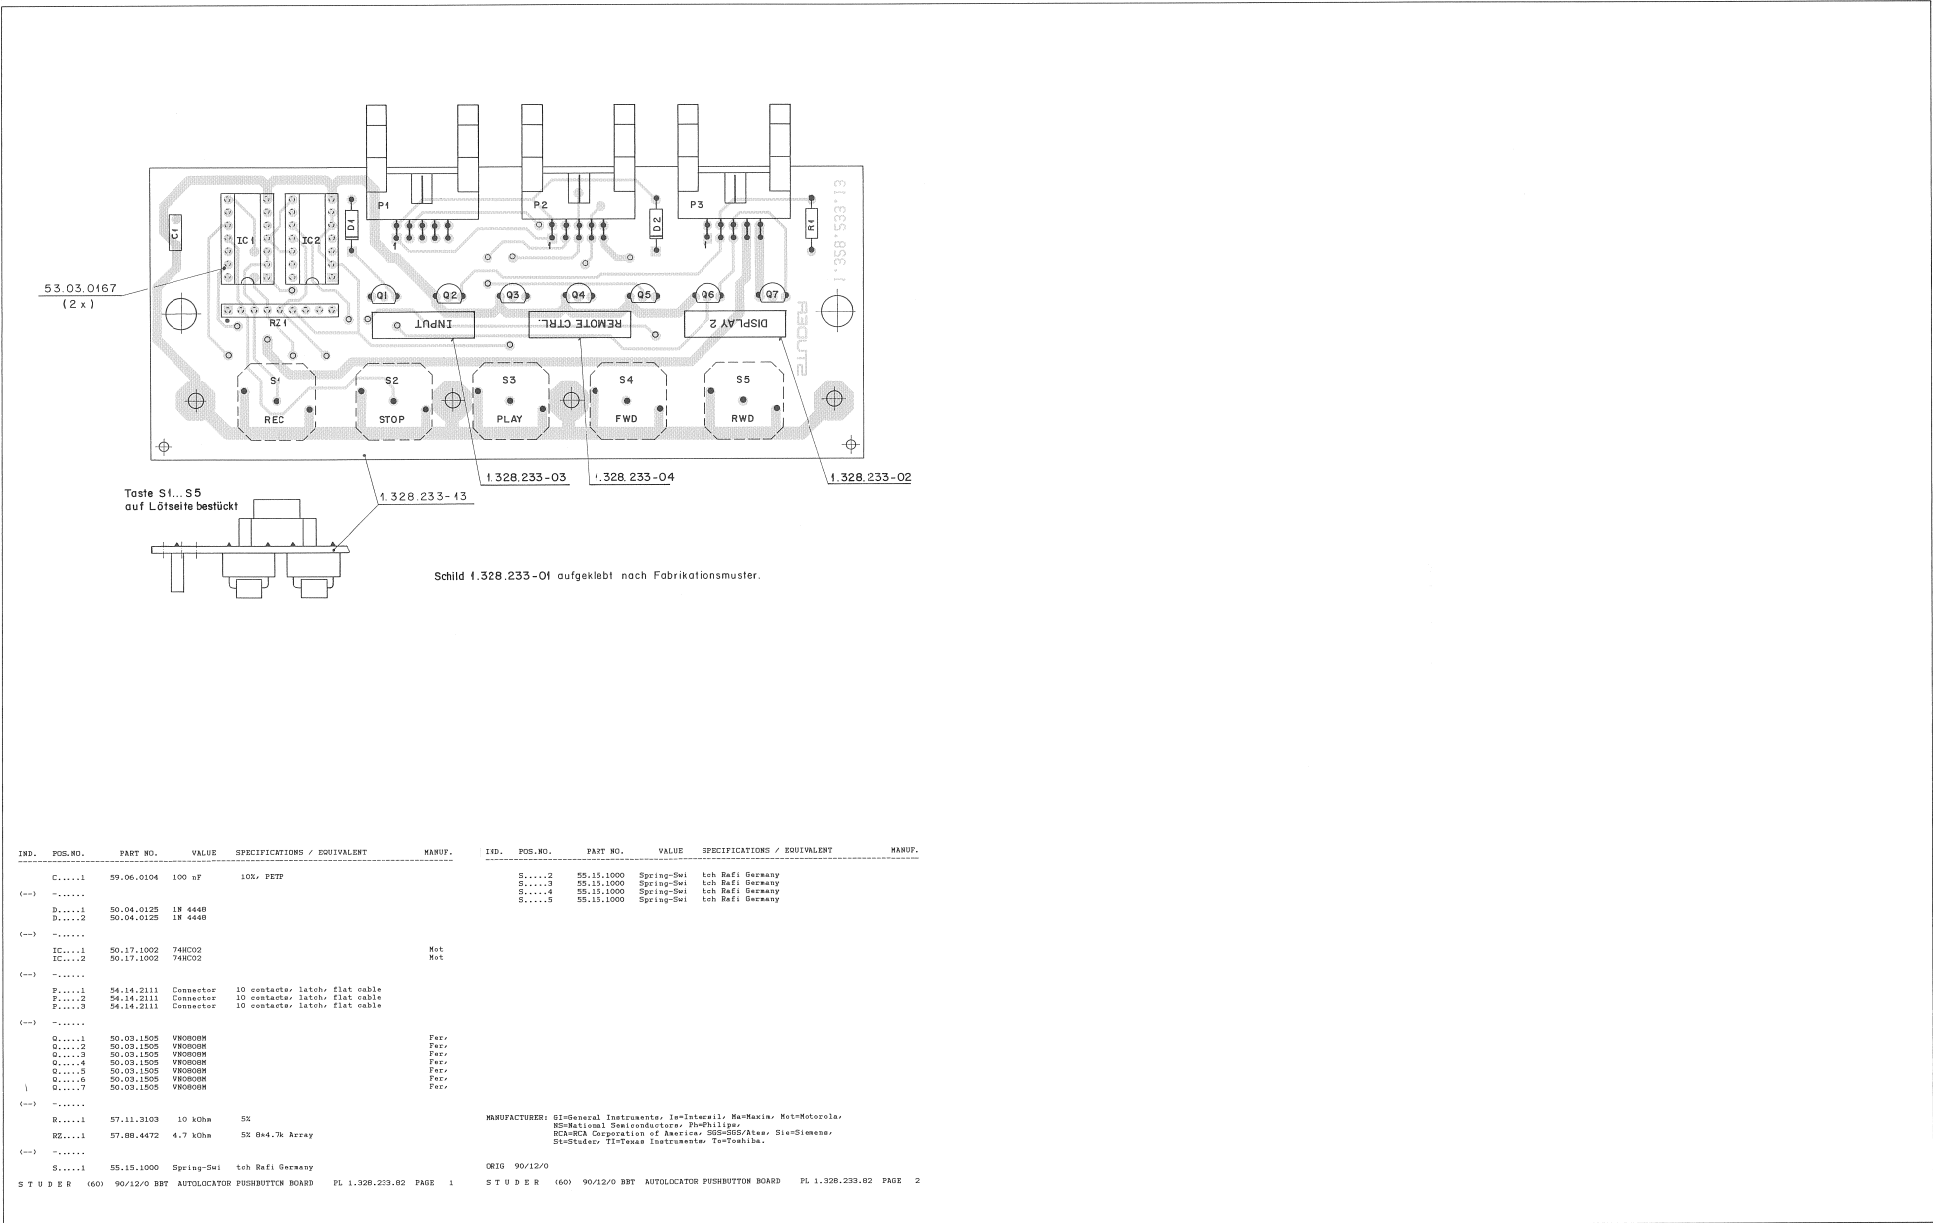 P1
P2
P3
C1
IC1
IC2
D1
D2
R1
1.358.533.13
1
1
1
53.03.0167
(2x)
Q1
Q2
Q3
Q4
Q5
Q6
Q7
RZ1
INPUT
REMOTE CTRL.
DISPLAY 2
STUDER
S1
S2
S3
S4
S5
REC
STOP
PLAY
FWD
RWD
1.328.233-03
1.328.233-04
1.328.233-02
1.328.233-13
Taste S1...S5
auf Lötseite bestückt
Schild 1.328.233-01 aufgeklebt nach Fabrikationsmuster.
IND. POS.NO. PART NO. VALUE SPECIFICATIONS / EQUIVALENT MANUF.
C.....1 59.06.0104 100 nF 10%, PETP
(--) -......
D.....1 50.04.0125 1N 4448
D.....2 50.04.0125 1N 4448
(--) -......
IC....1 50.17.1002 74HC02 Mot
IC....2 50.17.1002 74HC02 Mot
(--) -......
P.....1 54.14.2111 Connector 10 contacts, latch, flat cable
P.....2 54.14.2111 Connector 10 contacts, latch, flat cable
P.....3 54.14.2111 Connector 10 contacts, latch, flat cable
(--) -......
Q.....1 50.03.1505 VN0808M Fer,
Q.....2 50.03.1505 VN0808M Fer,
Q.....3 50.03.1505 VN0808M Fer,
Q.....4 50.03.1505 VN0808M Fer,
Q.....5 50.03.1505 VN0808M Fer,
Q.....6 50.03.1505 VN0808M Fer,
Q.....7 50.03.1505 VN0808M Fer,
(--) -......
R.....1 57.11.3103 10 kOhm 5%
RZ....1 57.88.4472 4.7 kOhm 5% 8*4.7k Array
(--) -......
S.....1 55.15.1000 Spring-Swi tch Rafi Germany
S T U D E R (60) 90/12/0 BBT AUTOLOCATOR PUSHBUTTON BOARD PL 1.328.233.82 PAGE 1
IND. POS.NO. PART NO. VALUE SPECIFICATIONS / EQUIVALENT MANUF.
S.....2 55.15.1000 Spring-Swi tch Rafi Germany
S.....3 55.15.1000 Spring-Swi tch Rafi Germany
S.....4 55.15.1000 Spring-Swi tch Rafi Germany
S.....5 55.15.1000 Spring-Swi tch Rafi Germany
MANUFACTURER: GI=General Instruments, Is=Intersil, Ma=Maxim, Mot=Motorola,
NS=National Semiconductors, Ph=Philips,
RCA=RCA Corporation of America, SGS=SGS/Ates, Sie=Siemens,
St=Studer, TI=Texas Instruments, To=Toshiba.
ORIG 90/12/0
S T U D E R (60) 90/12/0 BBT AUTOLOCATOR PUSHBUTTON BOARD PL 1.328.233.82 PAGE 2